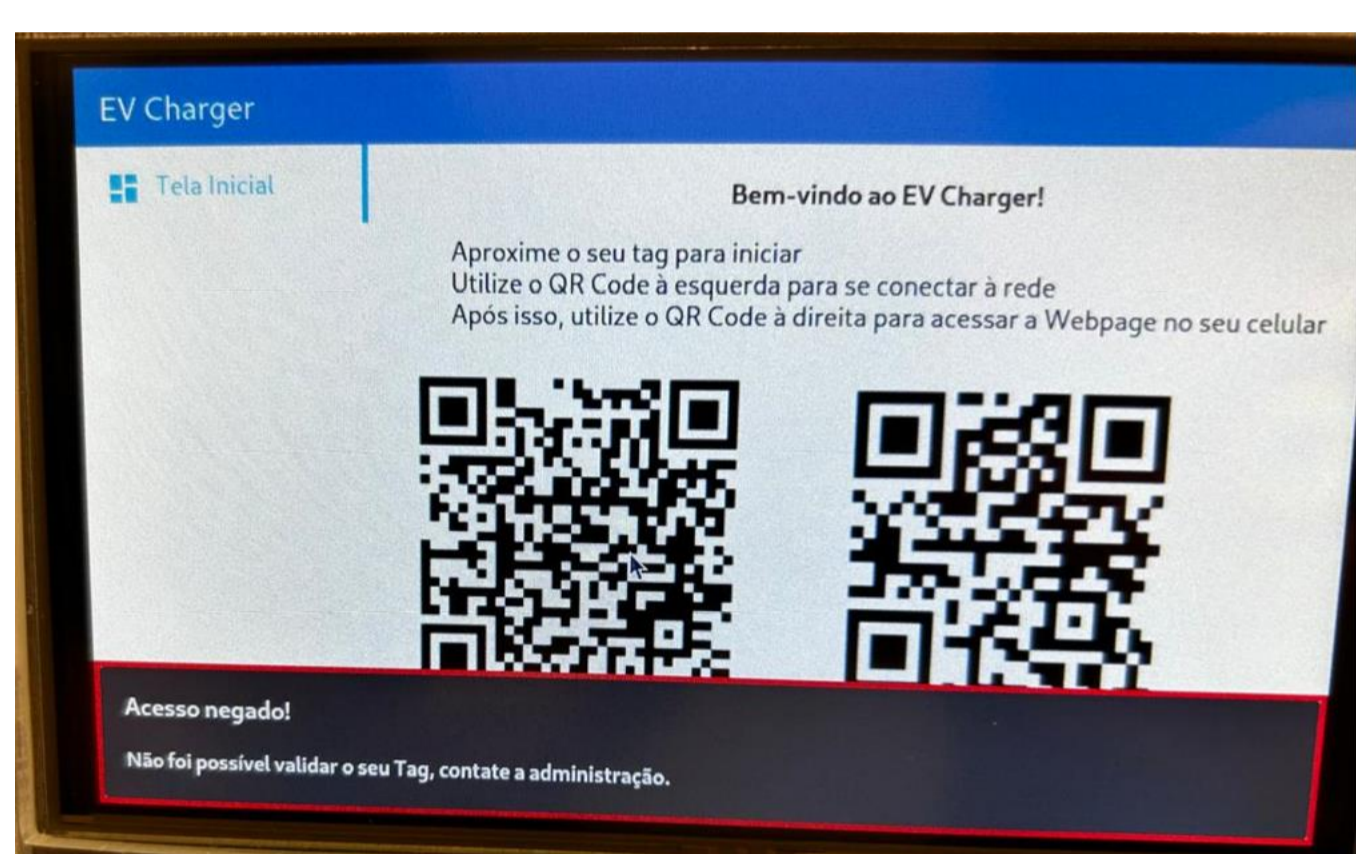 EV Charger
Tela Inicial
Bem-vindo ao EV Charger!
Aproxime o seu tag para iniciar
Utilize o QR Code à esquerda para se conectar à rede
Após isso, utilize o QR Code à direita para acessar a Webpage no seu celular
Acesso negado!
Não foi possível validar o seu Tag, contate a administração.